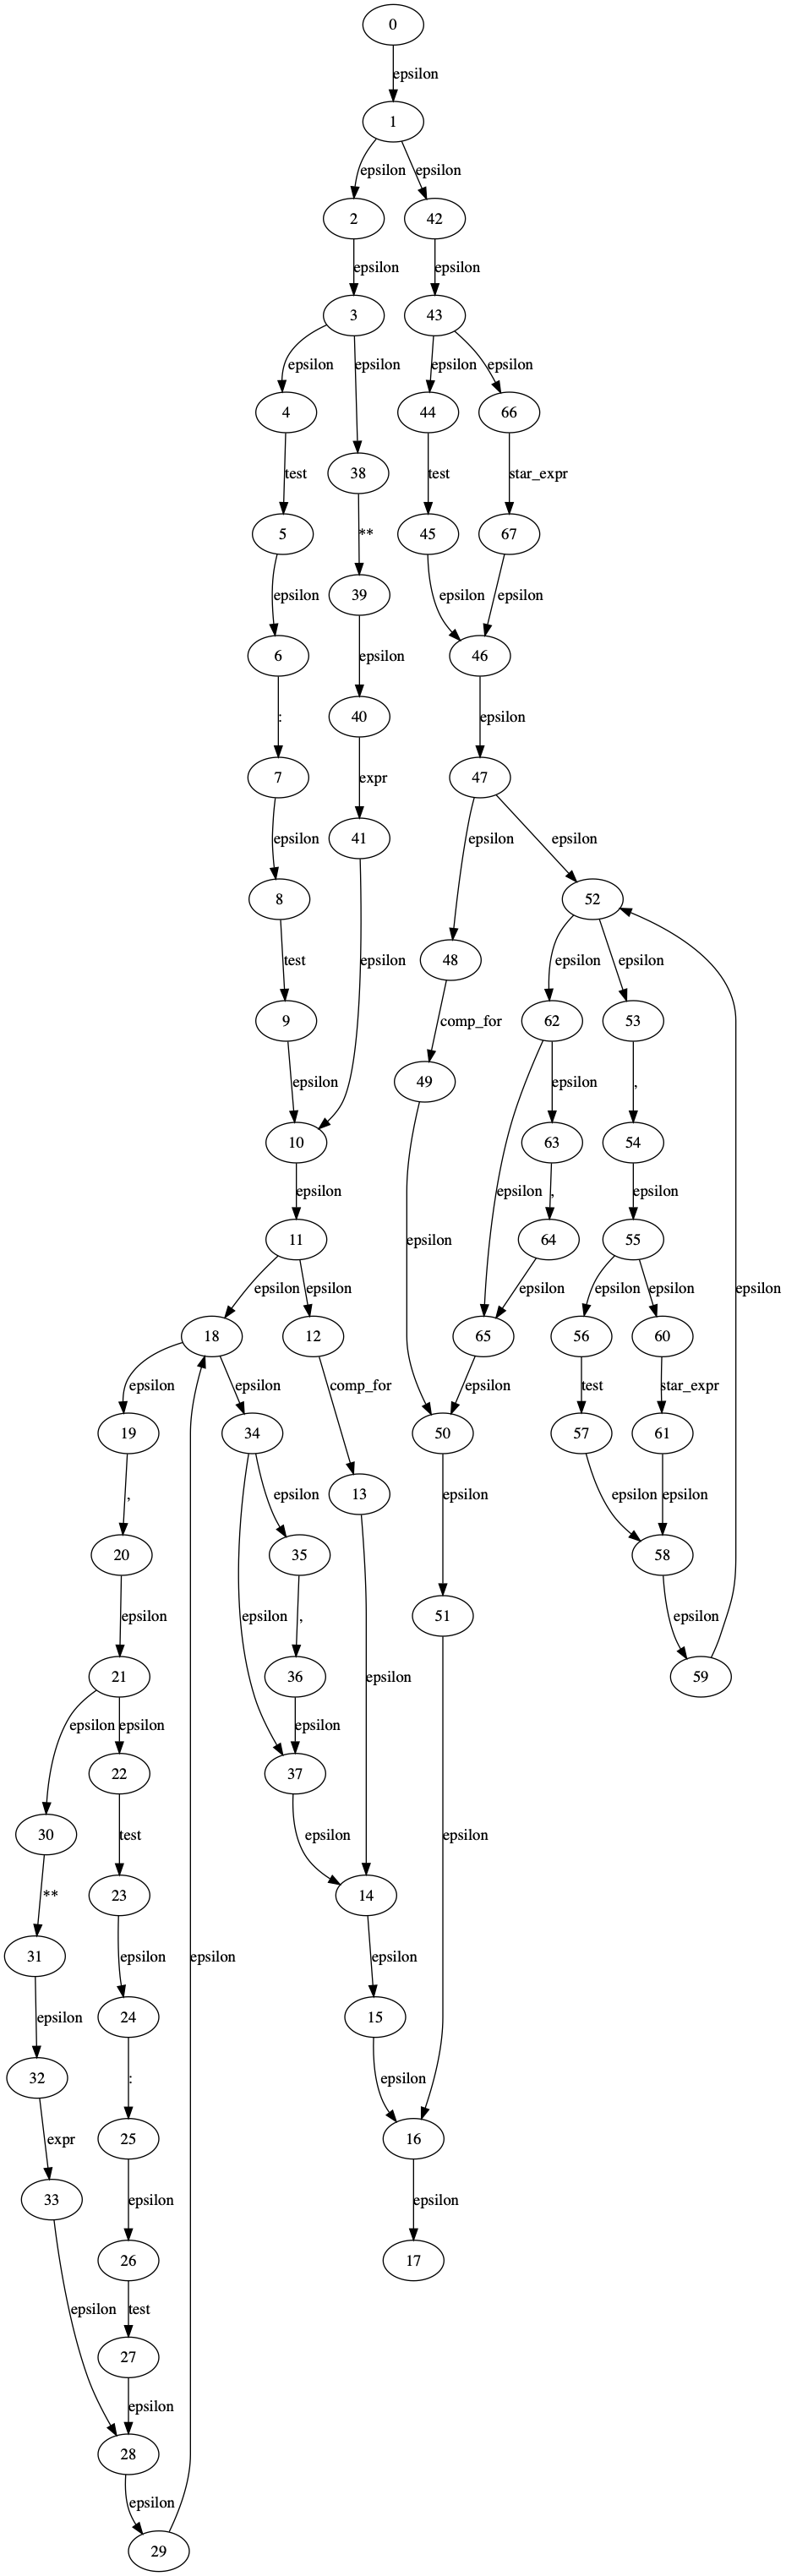 0
epsilon
1
epsilon epsilon
2 42
epsilon epsilon
3 43
epsilon epsilon epsilon epsilon
4 44 66
38
test test star_expr
5 45 67
**
39
epsilon epsilon epsilon
6 epsilon 46
40
: epsilon
7 expr 47
41
epsilon epsilon epsilon
8 52
test epsilon 48 epsilon epsilon
9 comp_for 62 53
epsilon 49 epsilon ,
10 63 54
epsilon epsilon , epsilon
11 epsilon 64 55
epsilon epsilon epsilon epsilon epsilon epsilon
18 12 65 56 60
epsilon epsilon comp_for epsilon test star_expr
19 34 50 57 61
, epsilon 13 epsilon epsilon epsilon
20 35 58
epsilon epsilon , 51 epsilon
21 36 epsilon 59
epsilon epsilon epsilon
22 37
30 test epsilon epsilon
** 23 14
31 epsilon epsilon epsilon
epsilon 24 15
32 : epsilon
expr 25 16
33 epsilon epsilon
26 17
epsilon test
27
epsilon
28
epsilon
29